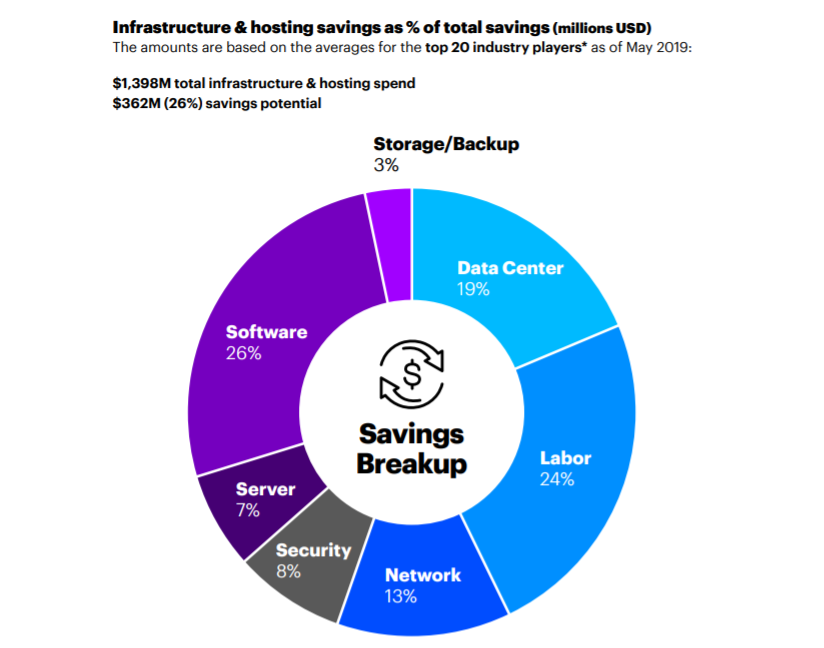 Infrastructure & hosting savings as % of total savings (millions USD)
The amounts are based on the averages for the top 20 industry players* as of May 2019:
$1,398M total infrastructure & hosting spend
$362M (26%) savings potential
Storage/Backup
3%
Data Center
19%
Software
26%
$
Savings
Breakup
Labor
24%
Server
7%
Security
8%
Network
13%